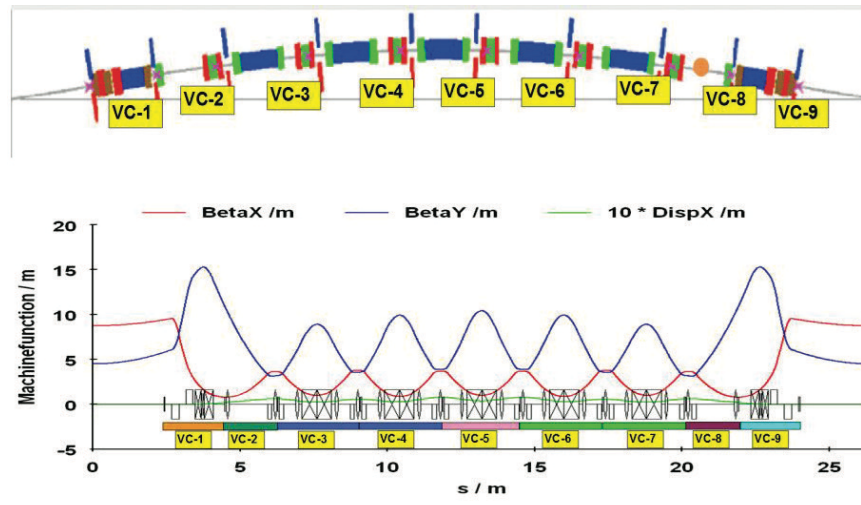 VC-1
VC-2
VC-3
VC-4
VC-5
VC-6
VC-7
VC-8
VC-9
BetaX /m BetaY /m 10 * DispX /m
Machinefunction / m
20
15
10
5
0
−5
VC-1 VC-2 VC-3 VC-4 VC-5 VC-6 VC-7 VC-8 VC-9
0 5 10 15 20 25
s / m